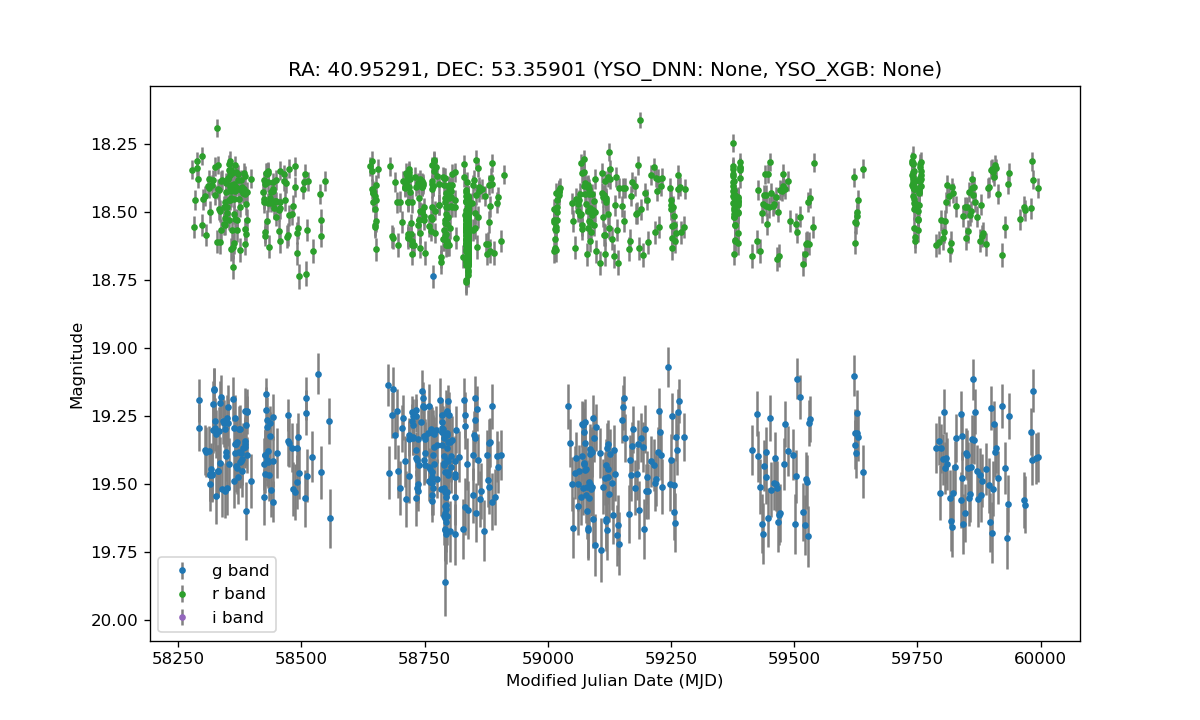 RA: 40.95291, DEC: 53.35901 (YSO_DNN: None, YSO_XGB: None)
Magnitude
18.25
18.50
18.75
19.00
19.25
19.50
19.75
20.00
g band
r band
i band
58250 58500 58750 59000 59250 59500 59750 60000
Modified Julian Date (MJD)